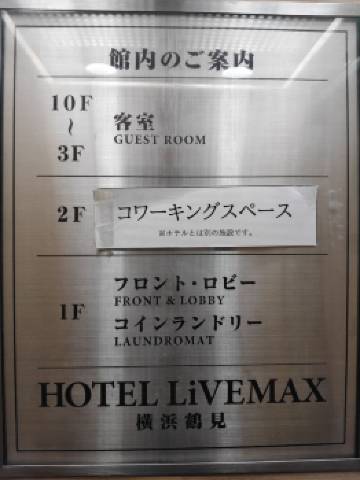 館内のご案内
10F
～
3F
客室
GUEST ROOM
2F
コワーキングスペース
※ホテルとは別の施設です。
1F
フロント・ロビー
FRONT & LOBBY
コインランドリー
LAUNDROMAT
HOTEL LiVEMAX
横浜鶴見